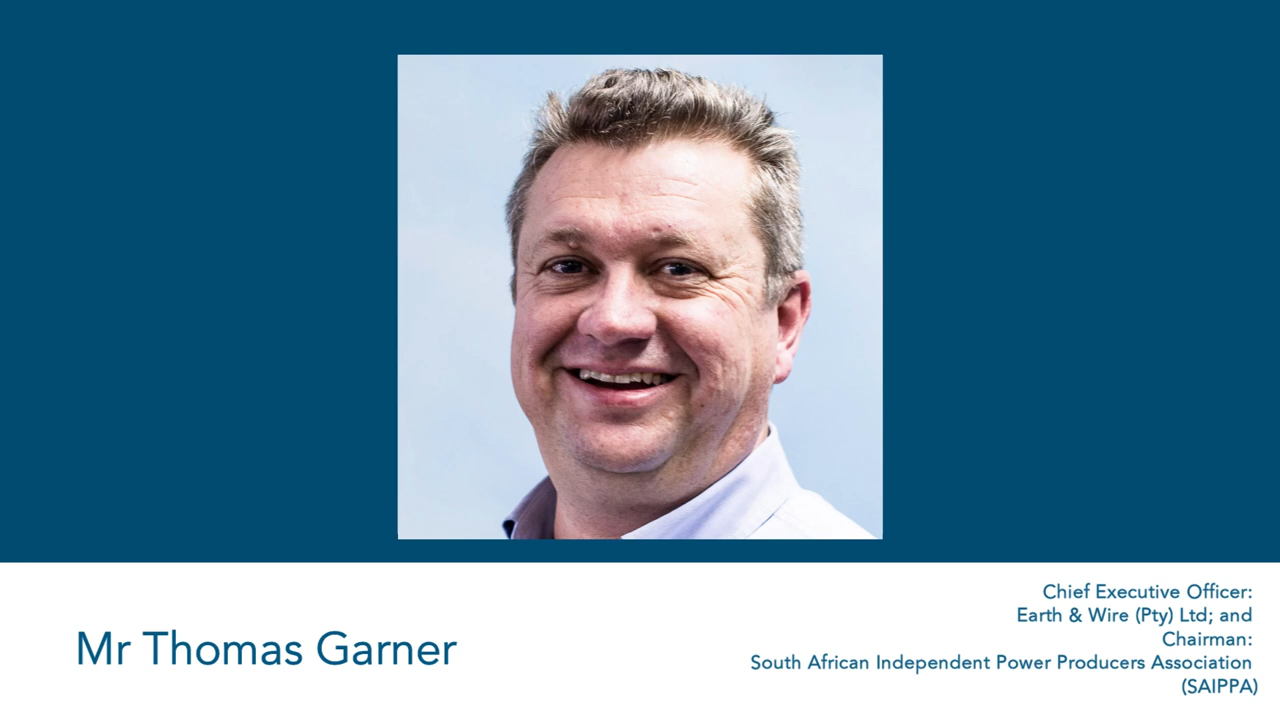 Mr Thomas Garner
Chief Executive Officer:
Earth & Wire (Pty) Ltd; and
Chairman:
South African Independent Power Producers Association
(SAIPPA)